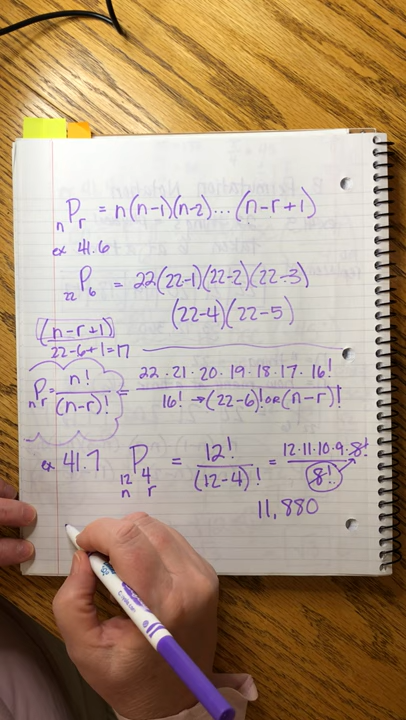 nPr = n(n-1)(n-2)...(n-r+1)
ex 41.6
22P6 = 22(22-1)(22-2)(22-3)
(22-4)(22-5)
(n-r+1)
22-6+1=17
nPr = n!/(n-r)! = 22·21·20·19·18·17·16!/16! → (22-6)! OR (n-r)!
ex 41.7 12P4 = 12!/(12-4)! = 12·11·10·9·8!/8!
n r
11,880